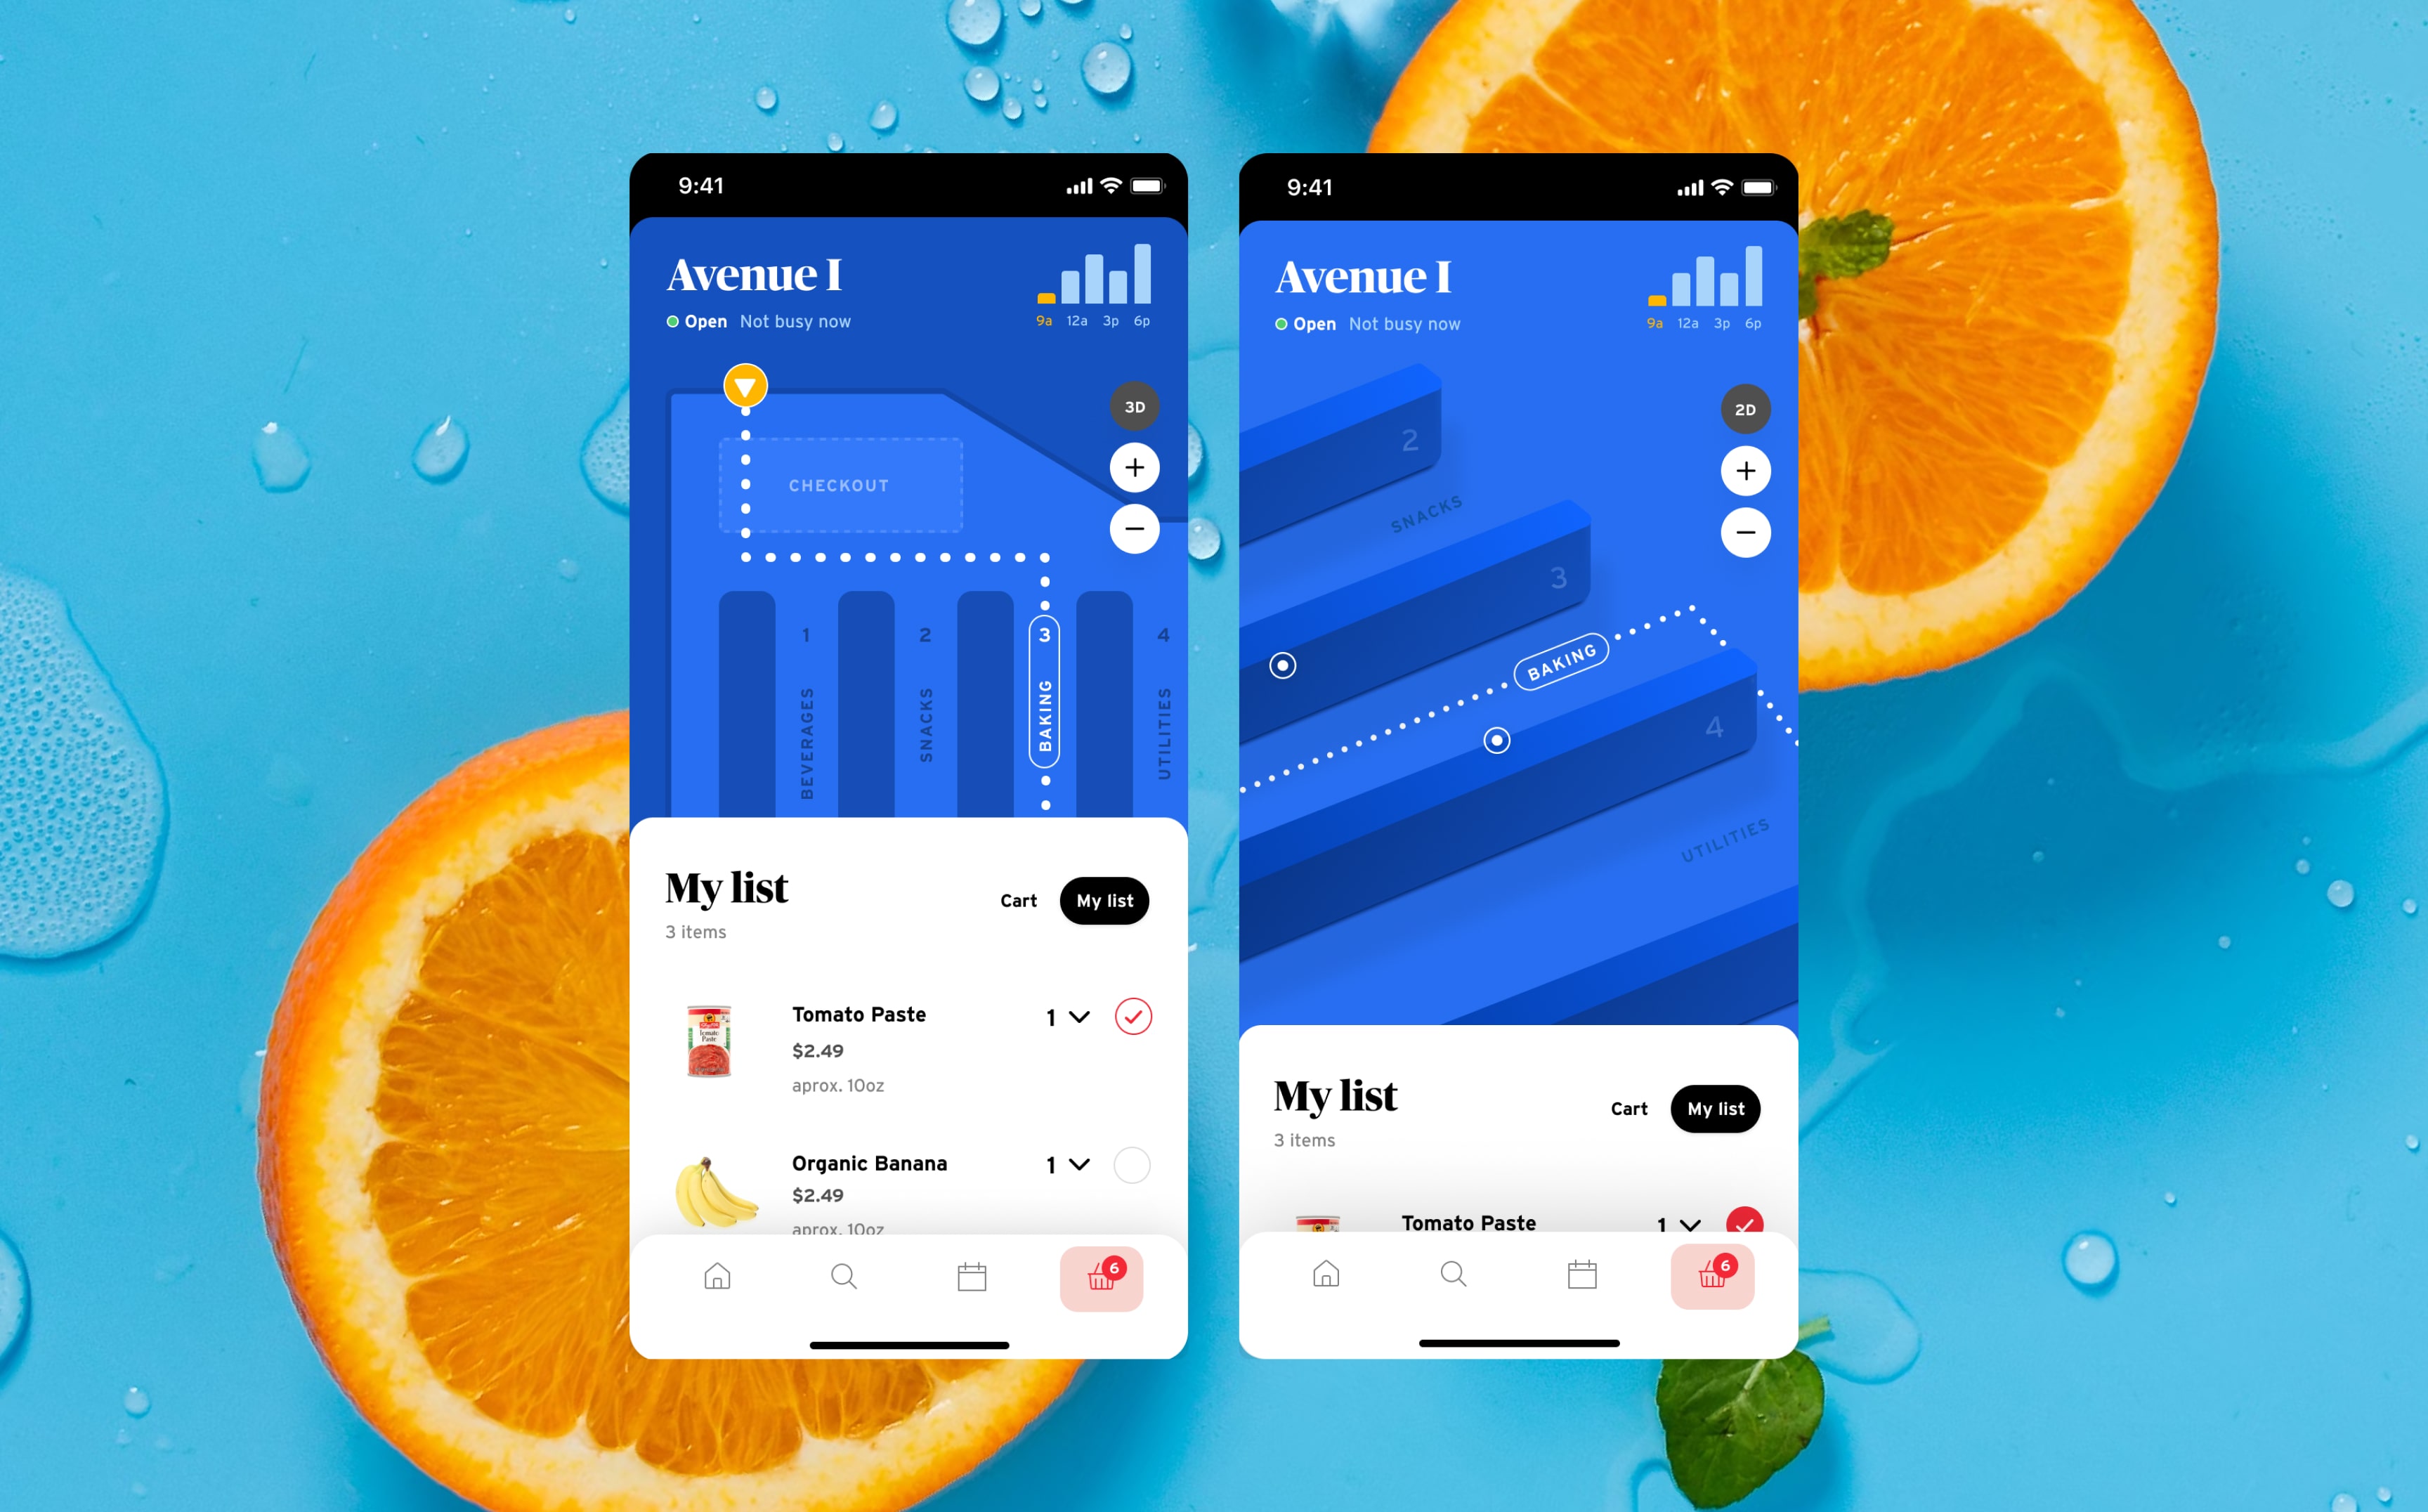 9:41
Avenue I
Open Not busy now
9a 12a 3p 6p
3D
CHECKOUT
1 2 3 4
BEVERAGES
SNACKS
BAKING
UTILITIES
My list
Cart My list
3 items
Tomato Paste 1
$2.49
aprox. 10oz
Tomato
Paste
Organic Banana 1
$2.49
aprox. 10oz
6
9:41
Avenue I
Open Not busy now
9a 12a 3p 6p
2D
2
SNACKS
3
BAKING
4
UTILITIES
My list
Cart My list
3 items
Tomato Paste 1
6